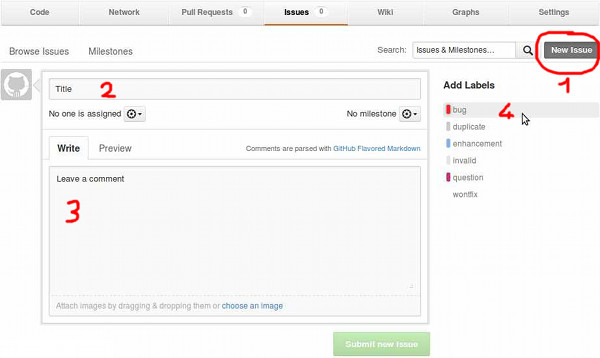 Code Network Pull Requests 0 Issues 0 Wiki Graphs Settings
Browse Issues Milestones Search: Issues & Milestones... New Issue
1
Title 2
Add Labels
No one is assigned No milestone
bug 4
duplicate
enhancement
invalid
question
wontfix
Write Preview Comments are parsed with GitHub Flavored Markdown
Leave a comment
3
Attach images by dragging & dropping them or choose an image
Submit new issue